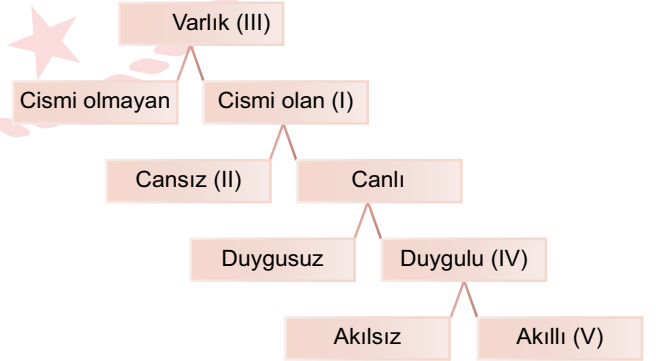 Varlık (III)
Cismi olmayan
Cismi olan (I)
Cansız (II)
Canlı
Duygusuz
Duygulu (IV)
Akılsız
Akıllı (V)